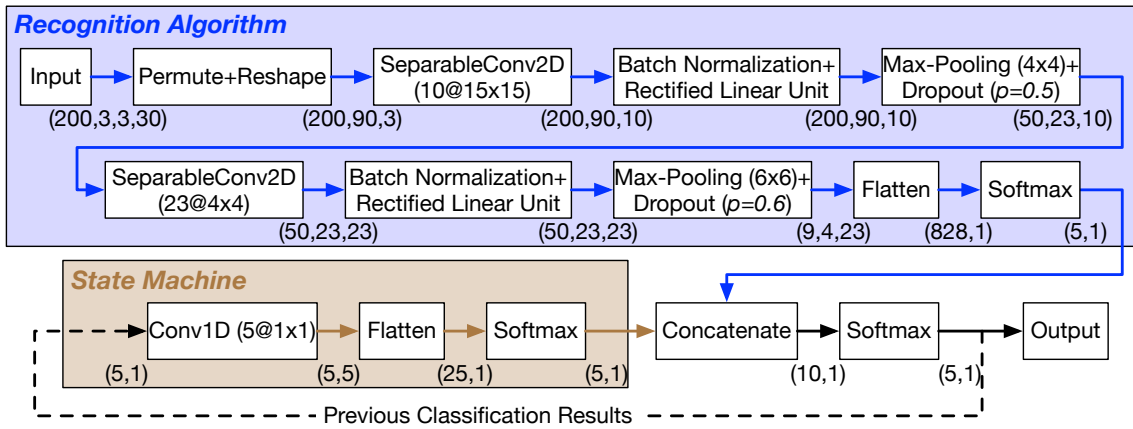 Recognition Algorithm
Input
Permute+Reshape
SeparableConv2D
(10@15x15)
Batch Normalization+
Rectified Linear Unit
Max-Pooling (4x4)+
Dropout (p=0.5)
(200,3,3,30)
(200,90,3)
(200,90,10)
(200,90,10)
(50,23,10)
SeparableConv2D
(23@4x4)
Batch Normalization+
Rectified Linear Unit
Max-Pooling (6x6)+
Dropout (p=0.6)
Flatten
Softmax
(50,23,23)
(50,23,23)
(9,4,23)
(828,1)
(5,1)
State Machine
Conv1D (5@1x1)
Flatten
Softmax
Concatenate
Softmax
Output
(5,1)
(5,5)
(25,1)
(5,1)
(10,1)
(5,1)
Previous Classification Results